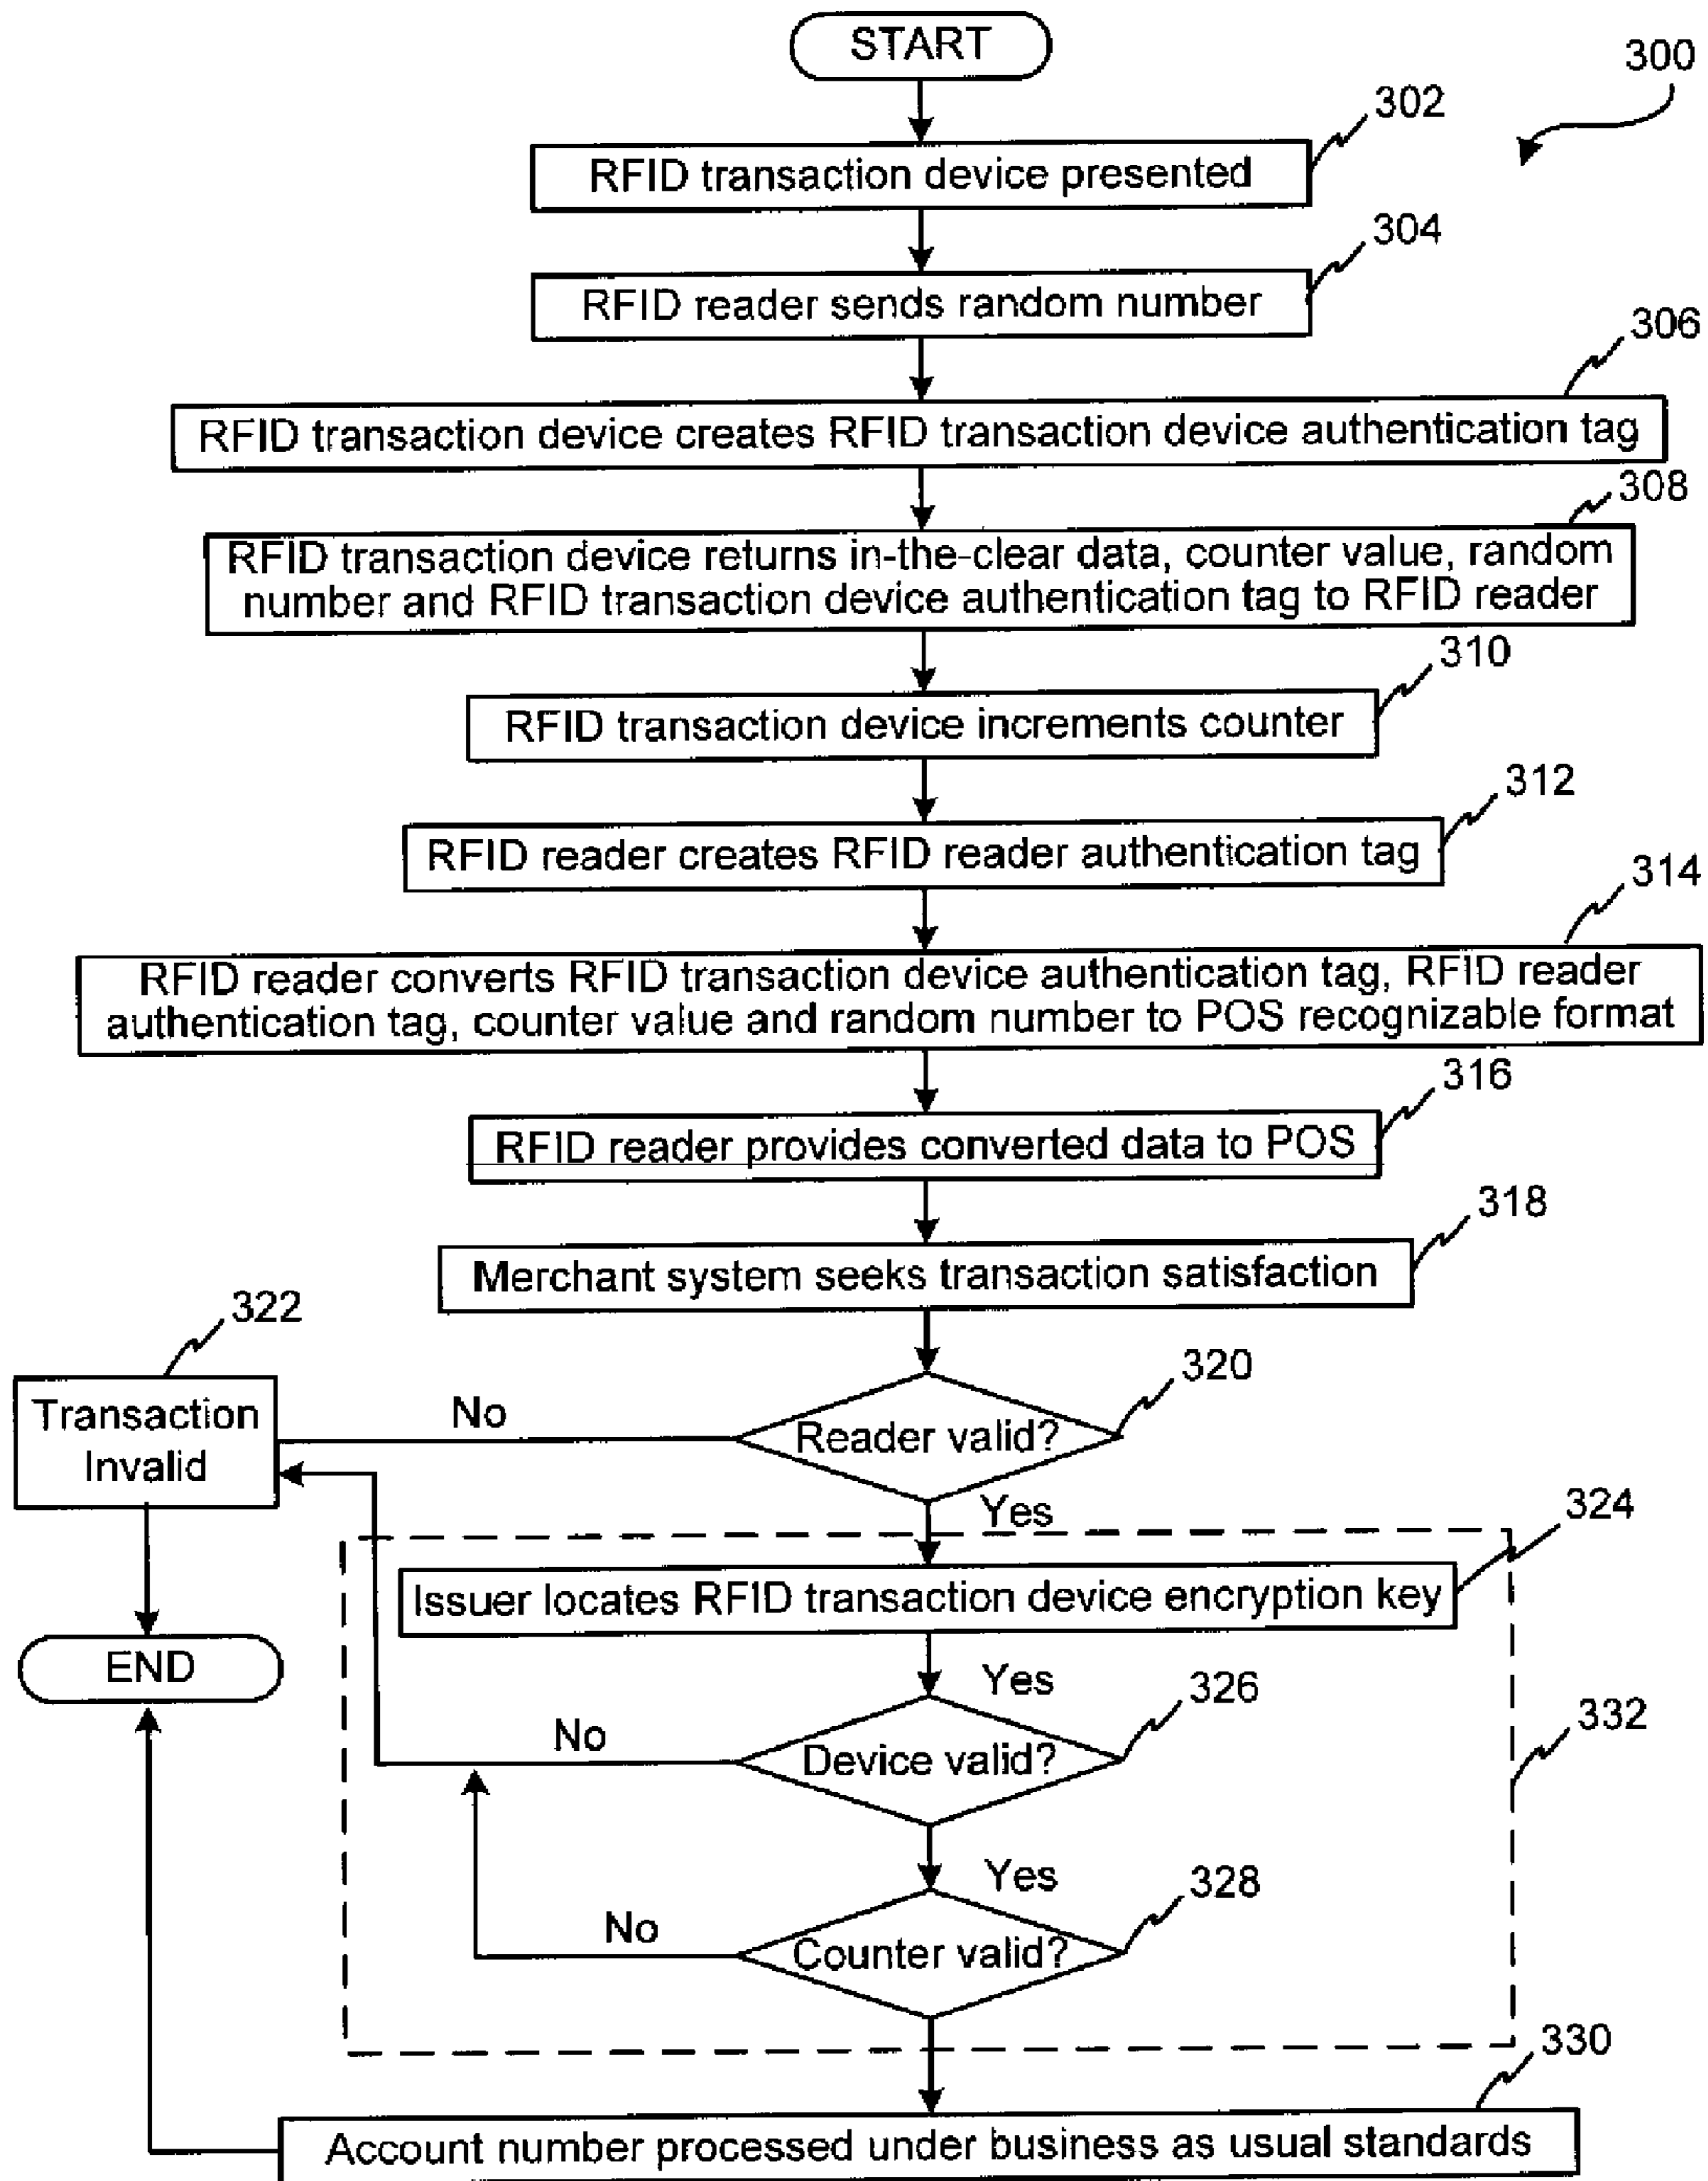 START
300
302
RFID transaction device presented
304
RFID reader sends random number
306
RFID transaction device creates RFID transaction device authentication tag
308
RFID transaction device returns in-the-clear data, counter value, random
number and RFID transaction device authentication tag to RFID reader
310
RFID transaction device increments counter
312
RFID reader creates RFID reader authentication tag
314
RFID reader converts RFID transaction device authentication tag, RFID reader
authentication tag, counter value and random number to POS recognizable format
316
RFID reader provides converted data to POS
318
Merchant system seeks transaction satisfaction
322
Transaction
Invalid
No
320
Reader valid?
Yes
324
Issuer locates RFID transaction device encryption key
END
Yes
326
No
Device valid?
332
Yes
328
No
Counter valid?
330
Account number processed under business as usual standards